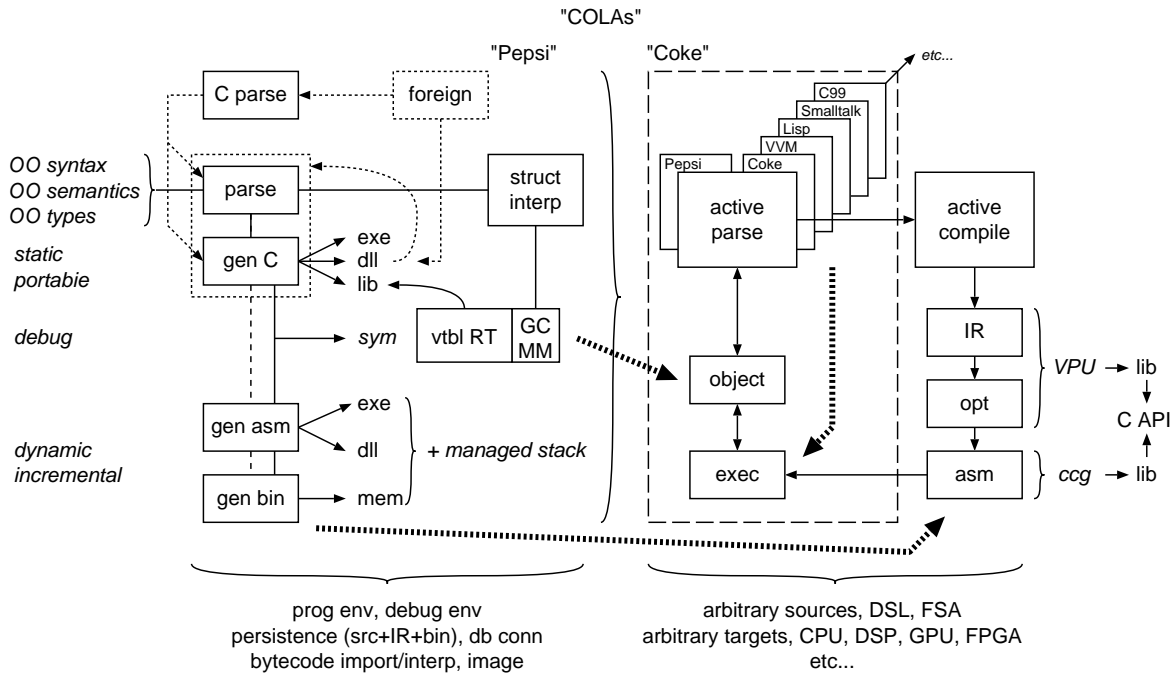 "COLAs"
"Pepsi"
"Coke"
etc...
C parse
foreign
C99
Smalltalk
Lisp
VVM
Pepsi
Coke
OO syntax
OO semantics
OO types
parse
struct
interp
active
parse
active
compile
static
portabie
gen C
exe
dll
lib
debug
sym
vtbl RT
GC
MM
object
IR
opt
VPU
lib
C API
dynamic
incremental
gen asm
exe
dll
+ managed stack
gen bin
mem
exec
asm
ccg
lib
prog env, debug env
persistence (src+IR+bin), db conn
bytecode import/interp, image
arbitrary sources, DSL, FSA
arbitrary targets, CPU, DSP, GPU, FPGA
etc...